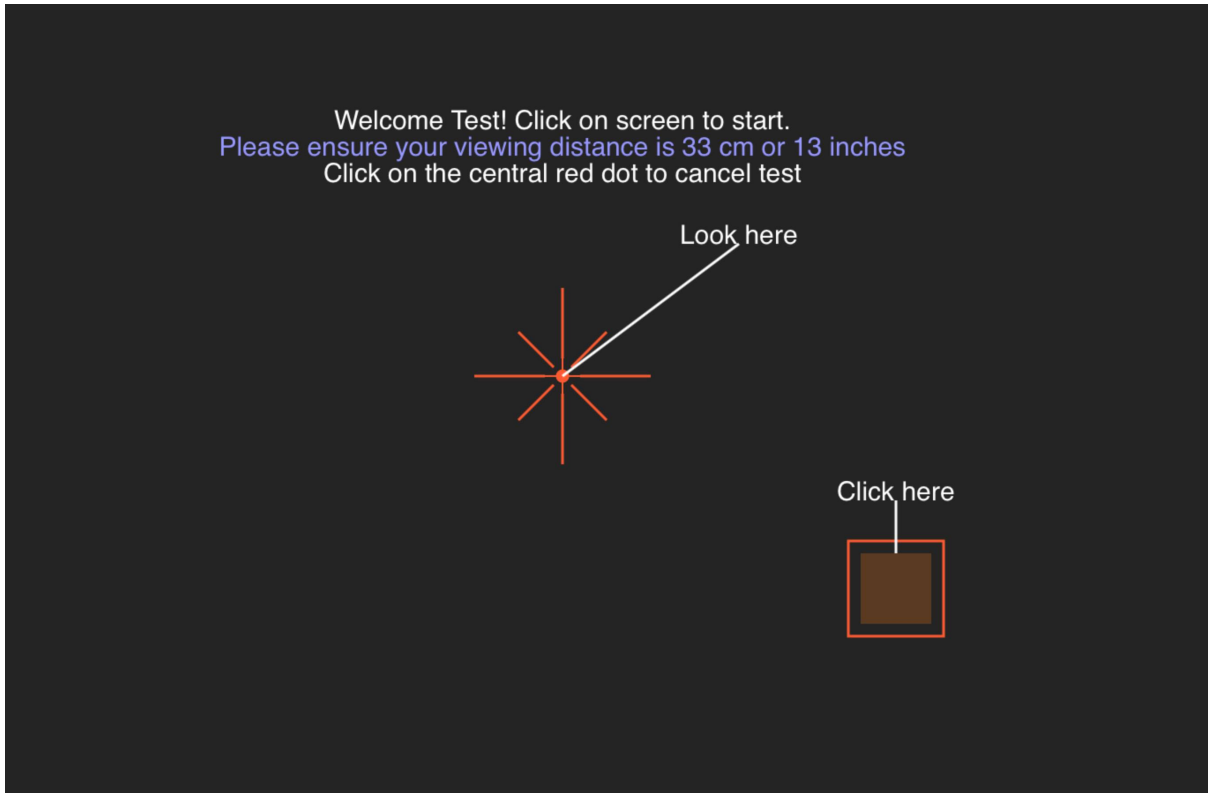 Welcome Test! Click on screen to start.
Please ensure your viewing distance is 33 cm or 13 inches
Click on the central red dot to cancel test
Look here
Click here